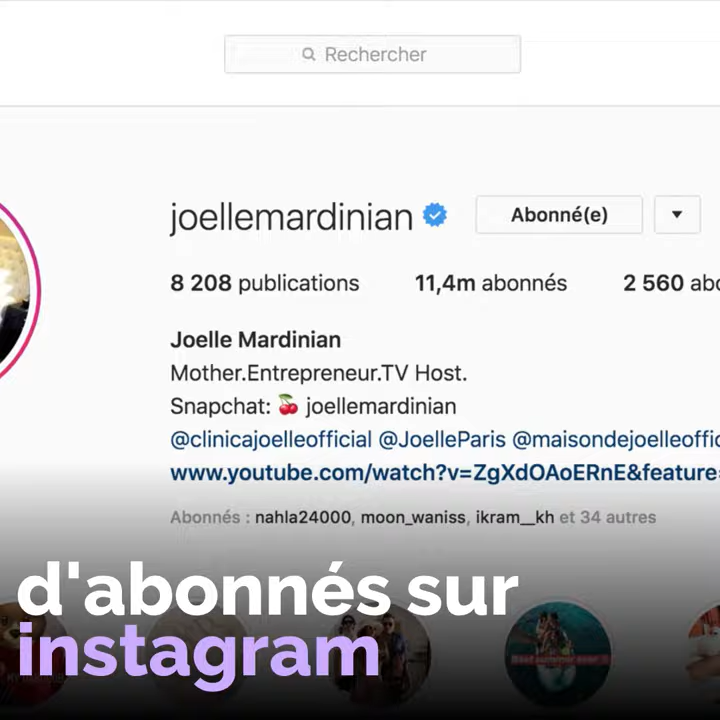 Rechercher
joellemardinian Abonné(e)
8 208 publications 11,4m abonnés 2 560 abo
Joelle Mardinian
Mother.Entrepreneur.TV Host.
Snapchat: 🍒 joellemardinian
@clinicajoelleofficial @JoelleParis @maisondejoelleoffic
www.youtube.com/watch?v=ZgXdOAoERnE&feature=
Abonnés : nahla24000, moon_waniss, ikram__kh et 34 autres
d'abonnés sur
instagram